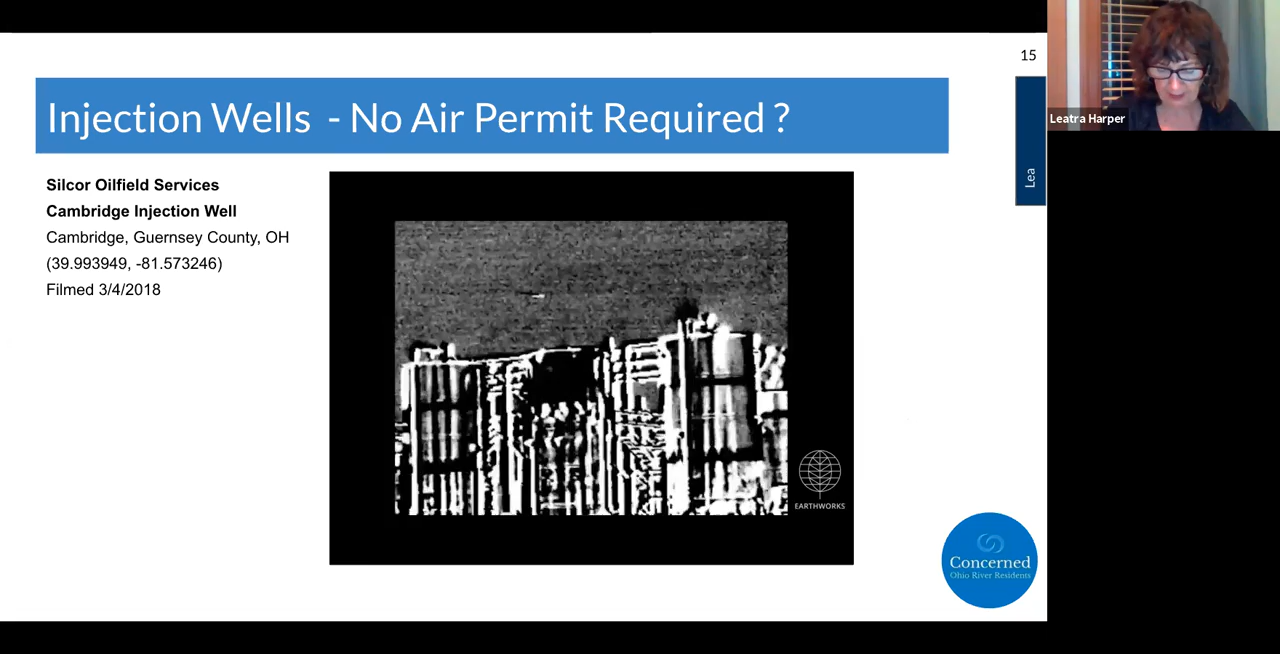 15
Injection Wells - No Air Permit Required ?
Leatra Harper
Lea
Silcor Oilfield Services
Cambridge Injection Well
Cambridge, Guernsey County, OH
(39.993949, -81.573246)
Filmed 3/4/2018
EARTHWORKS
Concerned
Ohio River Residents